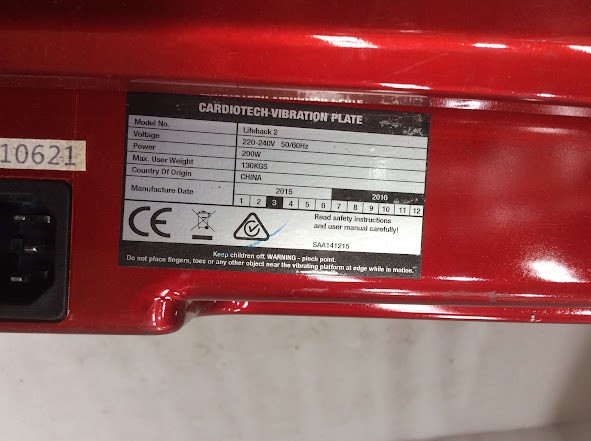 CARDIOTECH-VIBRATION PLATE
Model No. Lifeback 2
Voltage 220-240V 50/60Hz
Power 200W
Max. User Weight 130KGS
Country Of Origin CHINA
Manufacture Date 2015 2016
1 2 3 4 5 6 7 8 9 10 11 12
CE
Read safety instructions
and user manual carefully!
SAA141215
Keep children off. WARNING - pinch point.
Do not place fingers, toes or any other object near the vibrating platform at edge while in motion.
10621